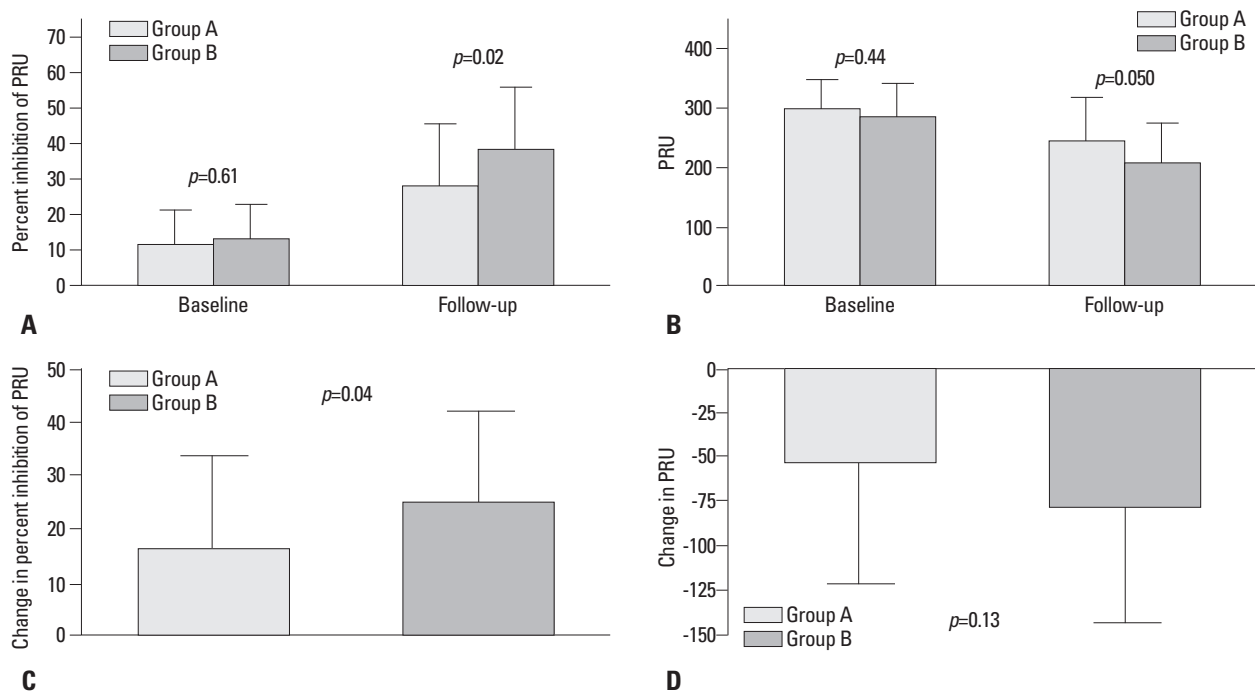 Percent inhibition of PRU
70
60
50
40
30
20
10
0
Group A
Group B
p=0.61
p=0.02
Baseline
Follow-up
A
PRU
400
300
200
100
0
Group A
Group B
p=0.44
p=0.050
Baseline
Follow-up
B
Change in percent inhibition of PRU
50
40
30
20
10
0
Group A
Group B
p=0.04
C
Change in PRU
0
-25
-50
-75
-100
-125
-150
Group A
Group B
p=0.13
D